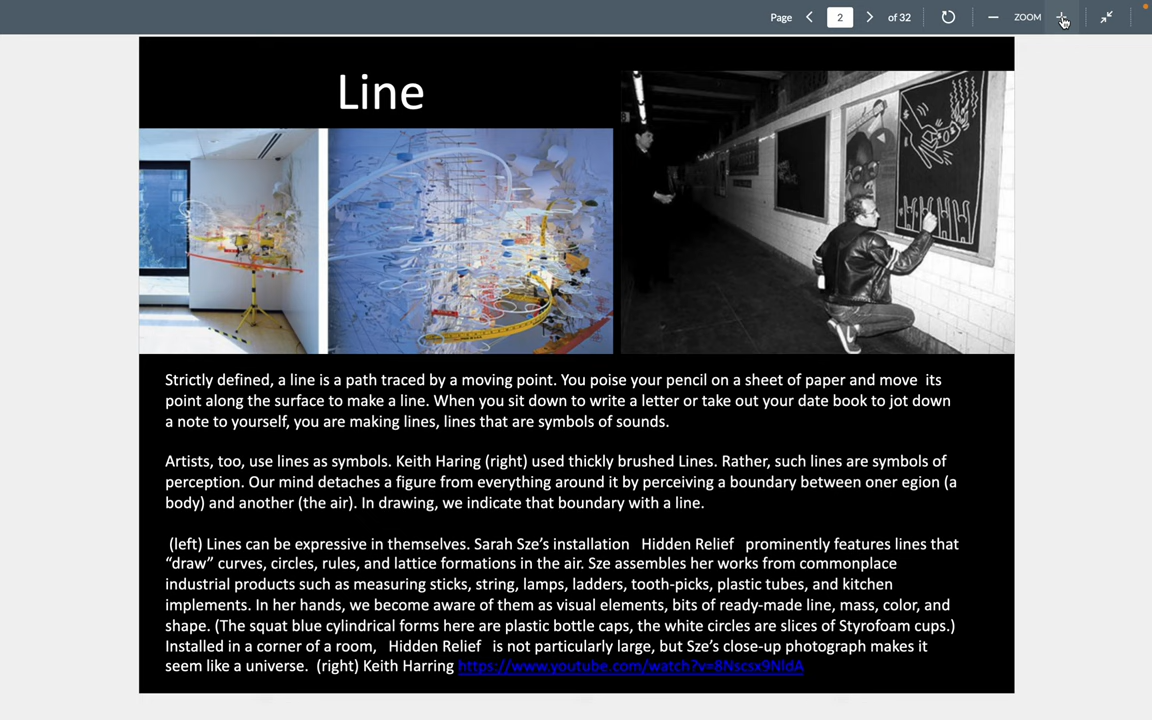 Page 2 of 32 ZOOM
Line
Strictly defined, a line is a path traced by a moving point. You poise your pencil on a sheet of paper and move its
point along the surface to make a line. When you sit down to write a letter or take out your date book to jot down
a note to yourself, you are making lines, lines that are symbols of sounds.
Artists, too, use lines as symbols. Keith Haring (right) used thickly brushed Lines. Rather, such lines are symbols of
perception. Our mind detaches a figure from everything around it by perceiving a boundary between oner egion (a
body) and another (the air). In drawing, we indicate that boundary with a line.
(left) Lines can be expressive in themselves. Sarah Sze’s installation Hidden Relief prominently features lines that
“draw” curves, circles, rules, and lattice formations in the air. Sze assembles her works from commonplace
industrial products such as measuring sticks, string, lamps, ladders, tooth-picks, plastic tubes, and kitchen
implements. In her hands, we become aware of them as visual elements, bits of ready-made line, mass, color, and
shape. (The squat blue cylindrical forms here are plastic bottle caps, the white circles are slices of Styrofoam cups.)
Installed in a corner of a room, Hidden Relief is not particularly large, but Sze’s close-up photograph makes it
seem like a universe. (right) Keith Harring https://www.youtube.com/watch?v=8Nscsx9NldA